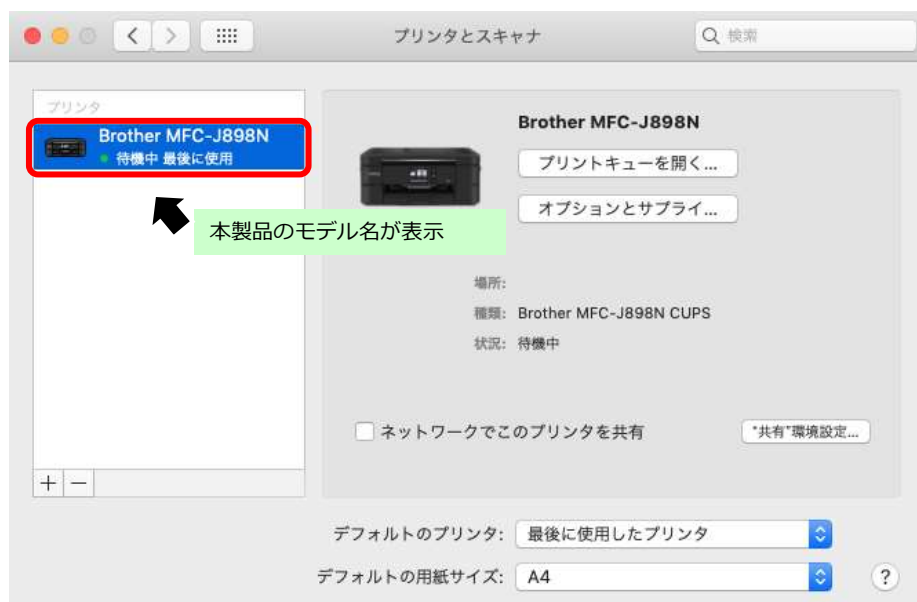 プリンタとスキャナ
検索
プリンタ
Brother MFC-J898N
待機中 最後に使用
本製品のモデル名が表示
Brother MFC-J898N
プリントキューを開く...
オプションとサプライ...
場所:
種類: Brother MFC-J898N CUPS
状況: 待機中
ネットワークでこのプリンタを共有
"共有"環境設定...
デフォルトのプリンタ: 最後に使用したプリンタ
デフォルトの用紙サイズ: A4
?